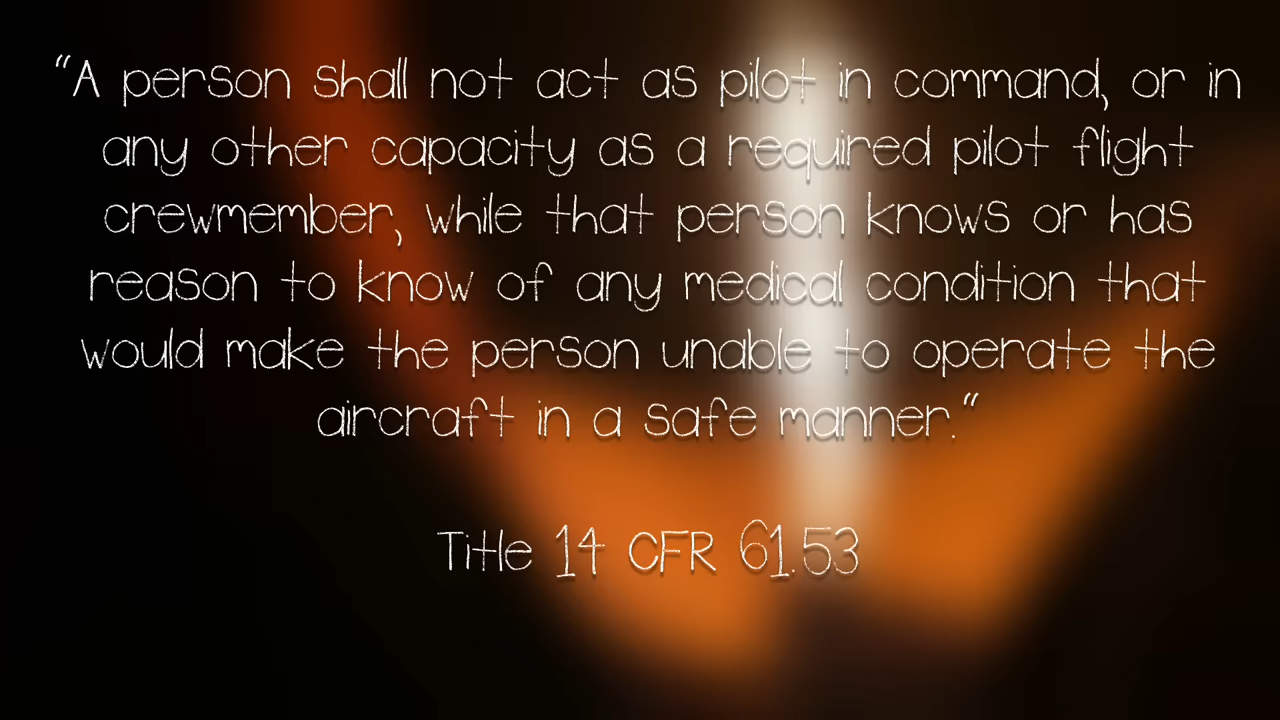 “A person shall not act as pilot in command, or in
any other capacity as a required pilot flight
crewmember, while that person knows or has
reason to know of any medical condition that
would make the person unable to operate the
aircraft in a safe manner.“
Title 14 CFR 61.53